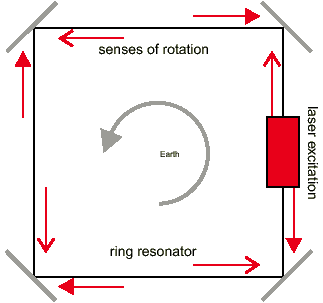 senses of rotation
Earth
laser excitation
ring resonator